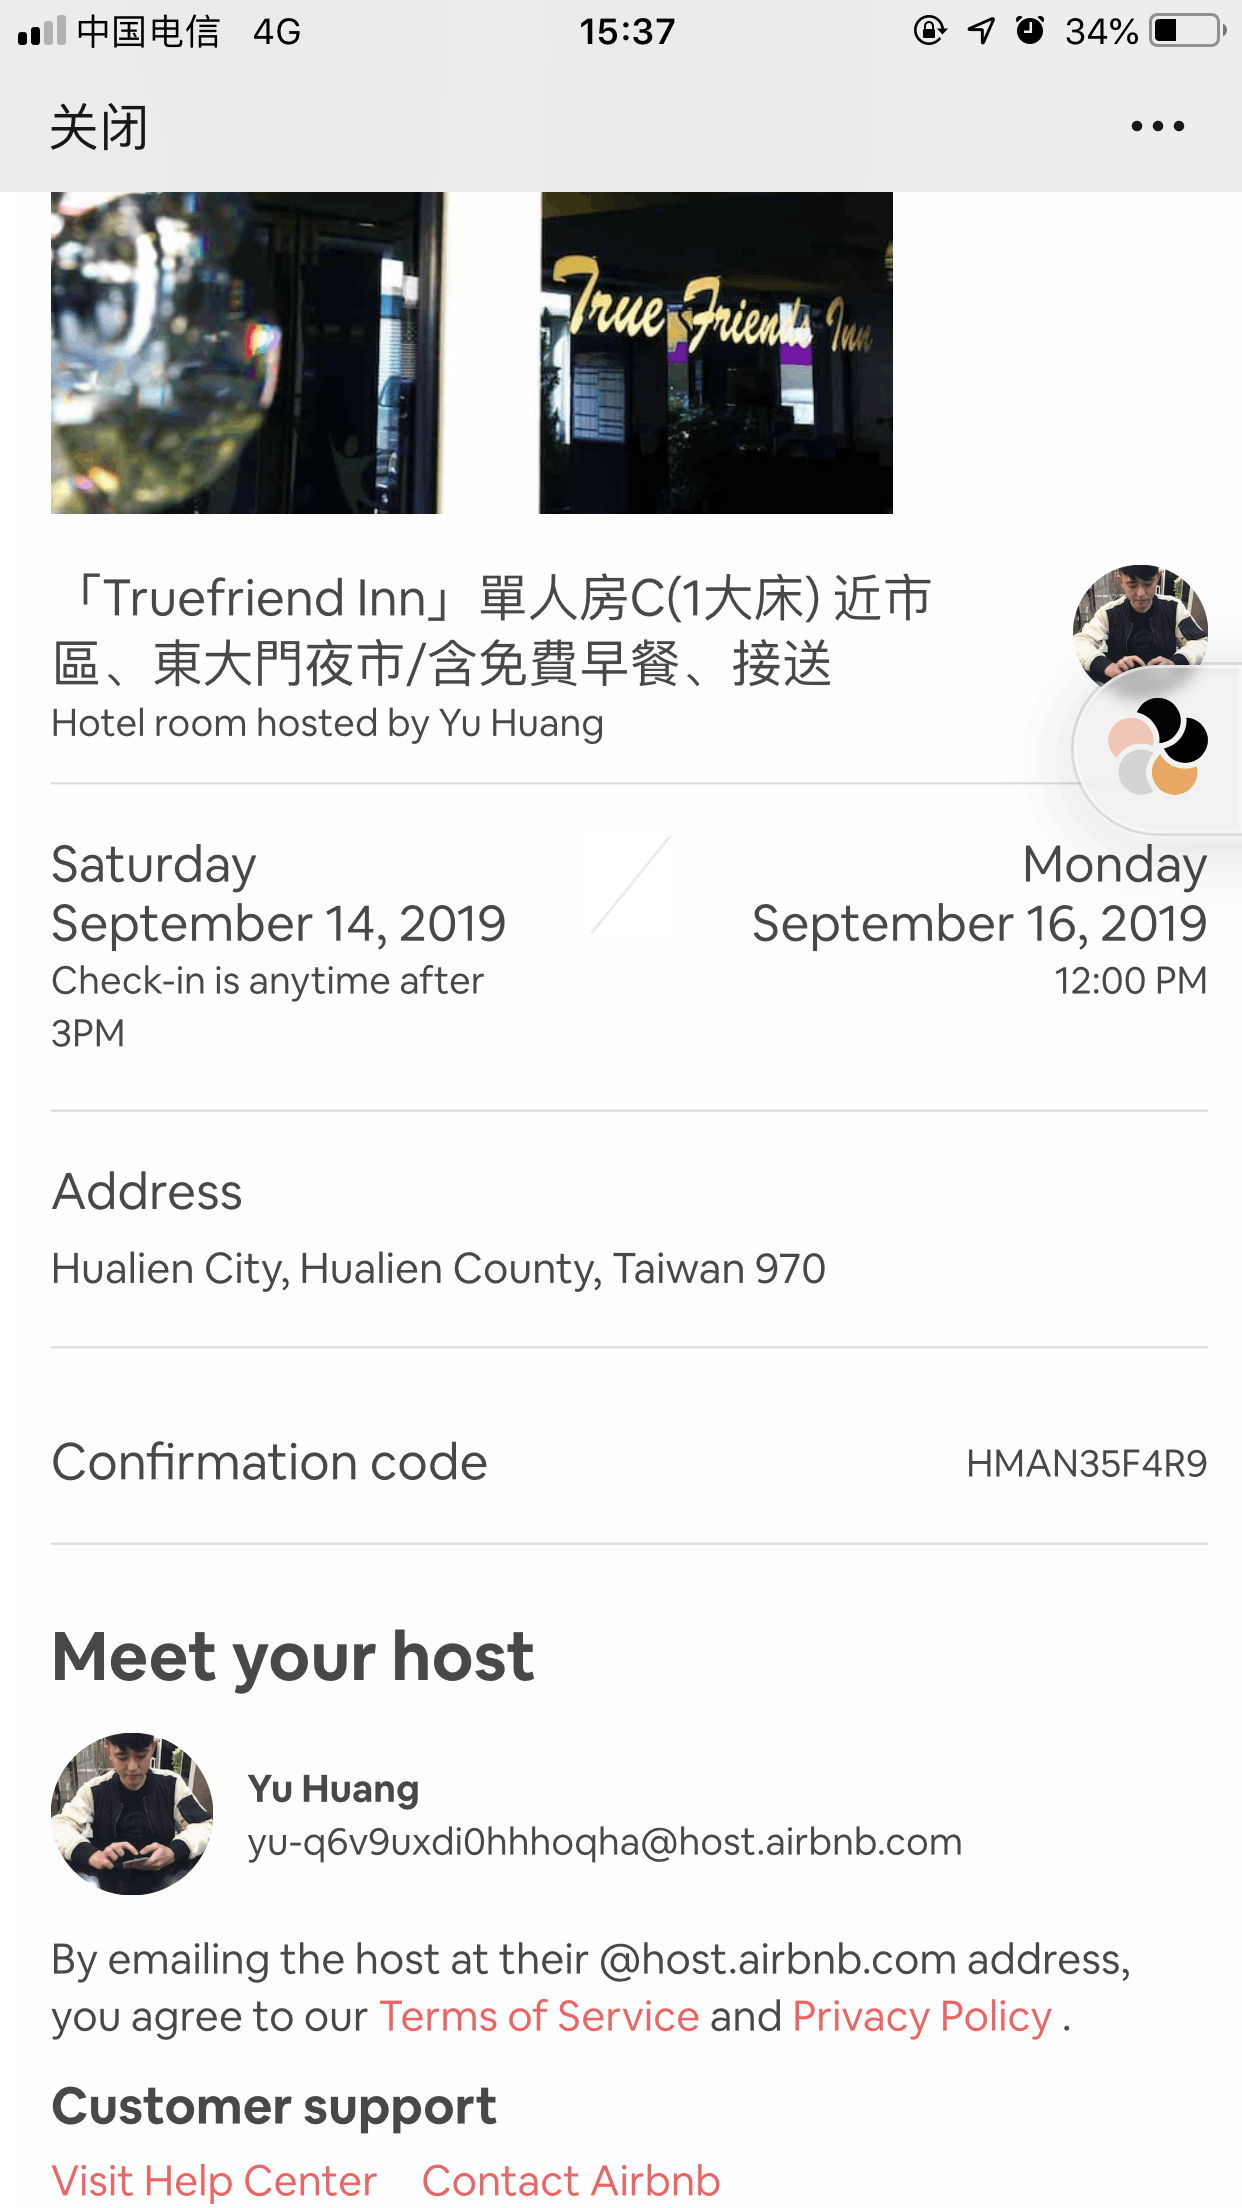 中国电信 4G 15:37 34%
关闭
True Friends Inn
「Truefriend Inn」單人房C(1大床) 近市
區、東大門夜市/含免費早餐、接送
Hotel room hosted by Yu Huang
Saturday
September 14, 2019
Check-in is anytime after
3PM
Monday
September 16, 2019
12:00 PM
Address
Hualien City, Hualien County, Taiwan 970
Confirmation code HMAN35F4R9
Meet your host
Yu Huang
yu-q6v9uxdi0hhhoqha@host.airbnb.com
By emailing the host at their @host.airbnb.com address,
you agree to our Terms of Service and Privacy Policy .
Customer support
Visit Help Center Contact Airbnb